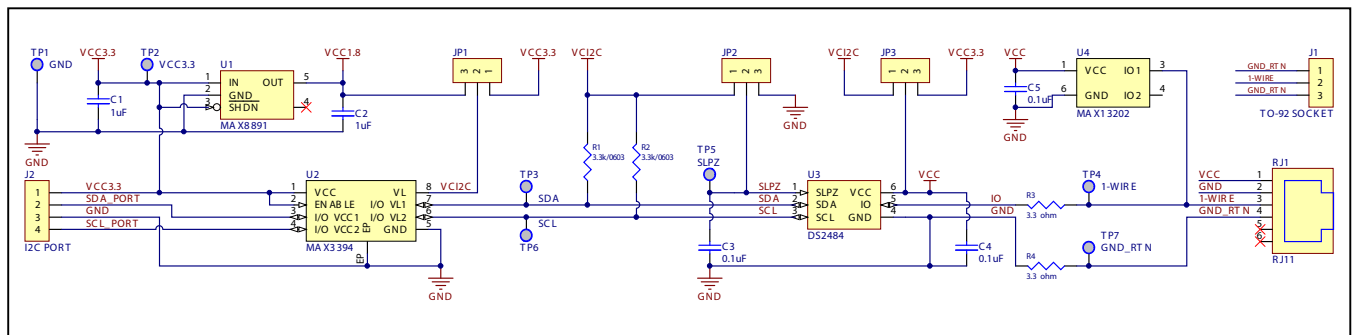 TP1
GND
VCC3.3
TP2
VCC3.3
U1
1 IN OUT 5
2 GND
3 SHDN 4
MAX8891
C1
1uF
VCC1.8
C2
1uF
GND
JP1
3 2 1
VCC3.3
VCI2C
JP2
1 2 3
GND
VCI2C
JP3
1 2 3
VCC3.3
VCC
C5
0.1uF
GND
U4
1 VCC IO1 3
6 GND IO2 4
MAX13202
J1
GND_RTN 1
1-WIRE 2
GND_RTN 3
TO-92 SOCKET
J2
1 VCC3.3
2 SDA_PORT
3 GND
4 SCL_PORT
I2C PORT
U2
1 VCC VL 8
2 ENABLE I/O VL1 7
3 I/O VCC1 I/O VL2 6
4 I/O VCC2 GND 5
EP
MAX3394
EP
VCI2C
GND
TP3
SDA
SCL
TP6
R1
3.3k/0603
R2
3.3k/0603
TP5
SLPZ
C3
0.1uF
GND
SLPZ
SDA
SCL
U3
1 SLPZ VCC 6
2 SDA IO 5
3 SCL GND 4
DS2484
VCC
C4
0.1uF
IO
GND
R3
3.3 ohm
R4
3.3 ohm
TP4
1-WIRE
TP7
GND_RTN
RJ1
VCC 1
GND 2
1-WIRE 3
GND_RTN 4
5
6
RJ11